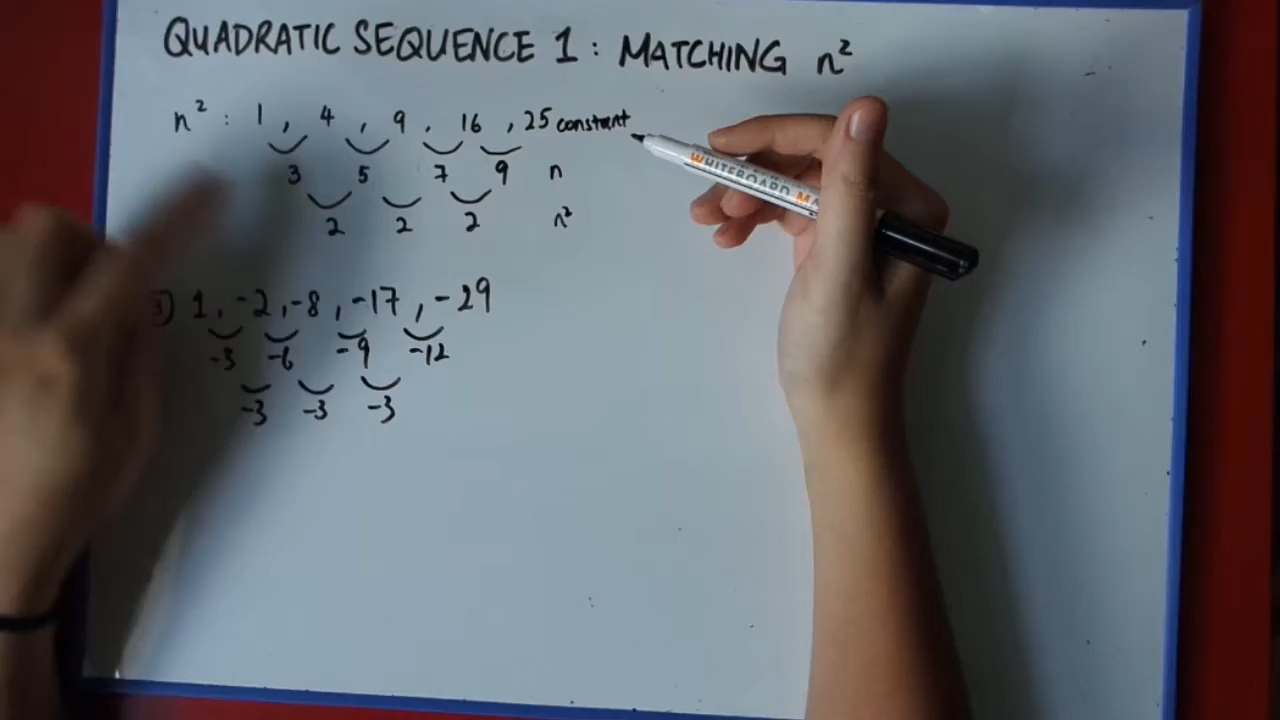 QUADRATIC SEQUENCE 1 : MATCHING n²
n² : 1 , 4 , 9 , 16 , 25 constant
3 5 7 9 n
2 2 2 n²
) 1 , -2 , -8 , -17 , -29
-3 -6 -9 -12
-3 -3 -3
WHITEBOARD MA